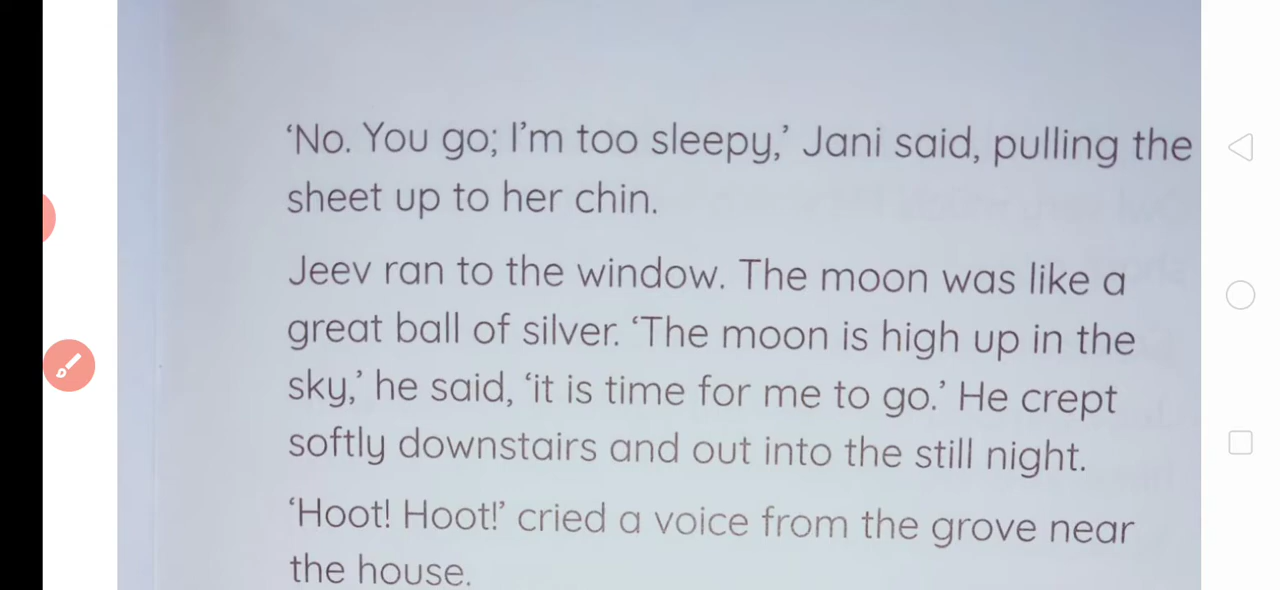 ‘No. You go; I’m too sleepy,’ Jani said, pulling the
sheet up to her chin.
Jeev ran to the window. The moon was like a
great ball of silver. ‘The moon is high up in the
sky,’ he said, ‘it is time for me to go.’ He crept
softly downstairs and out into the still night.
‘Hoot! Hoot!’ cried a voice from the grove near
the house.